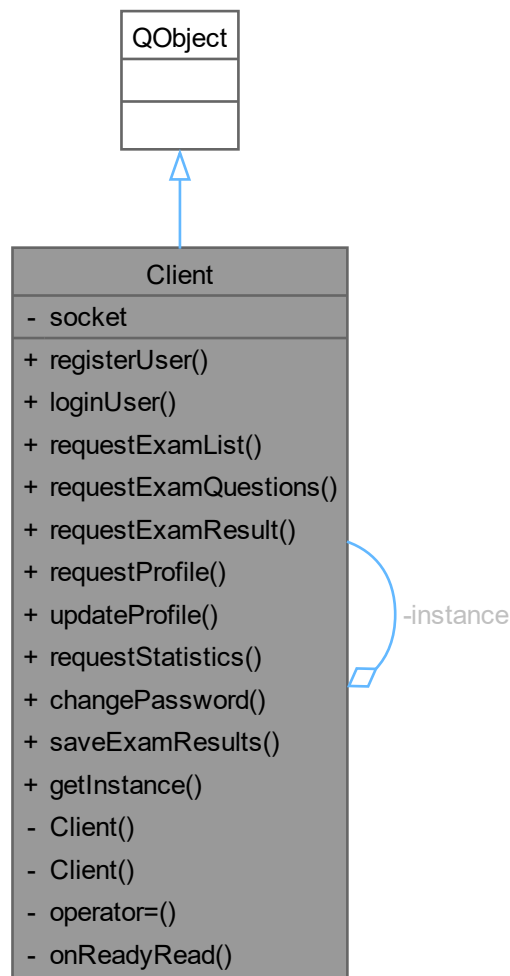 QObject
Client
- socket
+ registerUser()
+ loginUser()
+ requestExamList()
+ requestExamQuestions()
+ requestExamResult()
+ requestProfile()
+ updateProfile()
-instance
+ requestStatistics()
+ changePassword()
+ saveExamResults()
+ getInstance()
- Client()
- Client()
- operator=()
- onReadyRead()